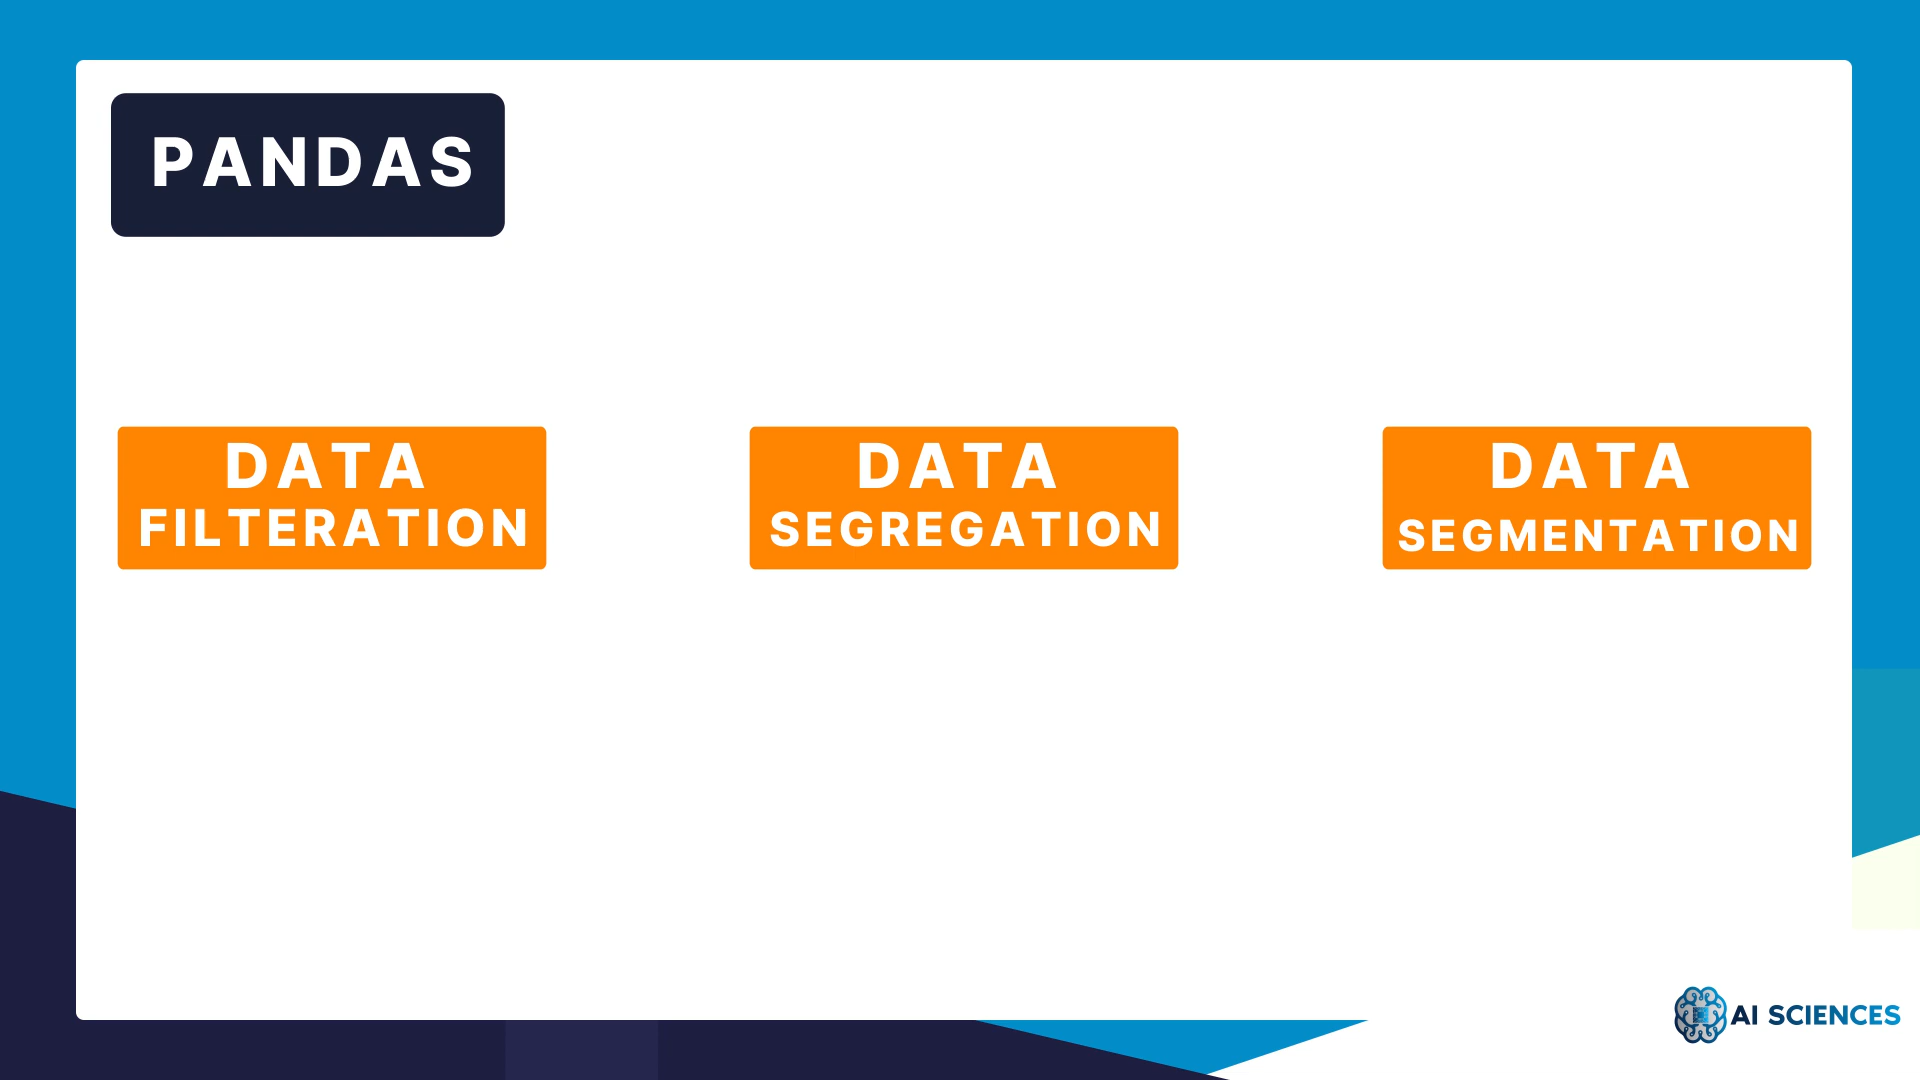 PANDAS
DATA
FILTERATION
DATA
SEGREGATION
DATA
SEGMENTATION
AI SCIENCES